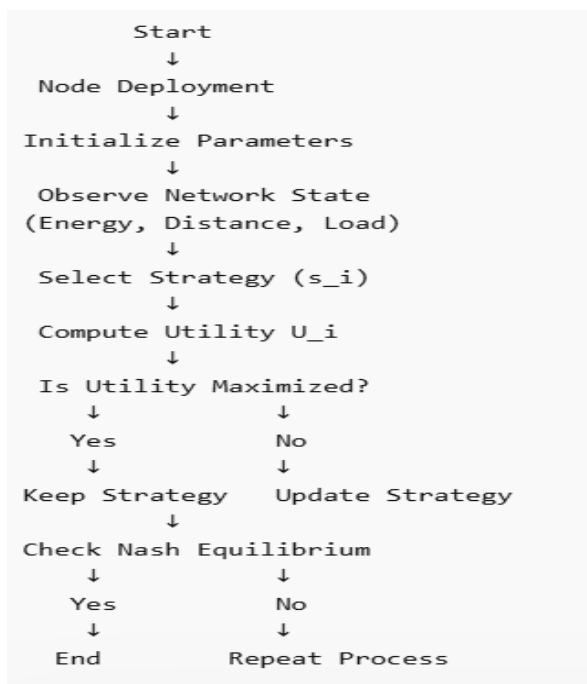 Start
↓
Node Deployment
↓
Initialize Parameters
↓
Observe Network State
(Energy, Distance, Load)
↓
Select Strategy (s_i)
↓
Compute Utility U_i
↓
Is Utility Maximized?
↓ ↓
Yes No
↓ ↓
Keep Strategy Update Strategy
↓
Check Nash Equilibrium
↓ ↓
Yes No
↓ ↓
End Repeat Process